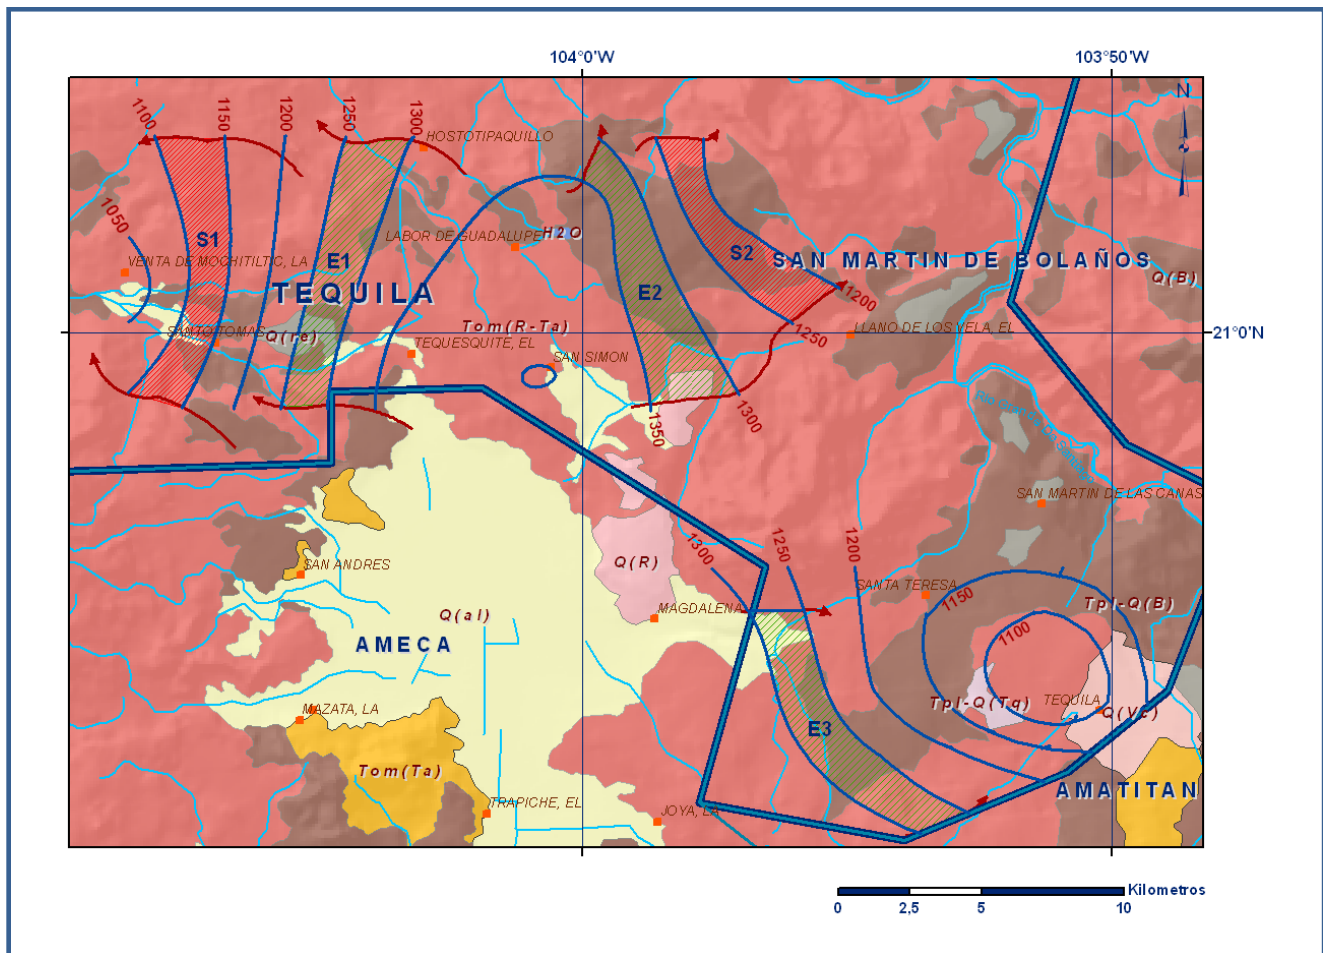 104°0'W
103°50'W
N
1100
1150
1200
1250
1300
HOSTOTIPAQUILLO
1050
S1
LABOR DE GUADALUPE
H2O
S2
SAN MARTIN DE BOLAÑOS
VENTA DE MOCHITILTIC, LA
E1
Q(B)
TEQUILA
E2
1200
SANTO TOMAS
Q(re)
Tom(R-Ta)
1250
LLANO DE LOS VELA, EL
21°0'N
TEQUESQUITE, EL
SAN SIMON
1300
1350
SAN MARTIN DE LAS CANAS
1300
1250
1200
SAN ANDRES
Q(R)
SANTA TERESA
1150
MAGDALENA
Tpl-Q(B)
Q(al)
1100
AMECA
MAZATA, LA
Tpl-Q(Tq)
TEQUILA
Q(Vc)
E3
Tom(Ta)
AMATITAN
TRAPICHE, EL
JOYA, LA
Kilometros
0
2,5
5
10